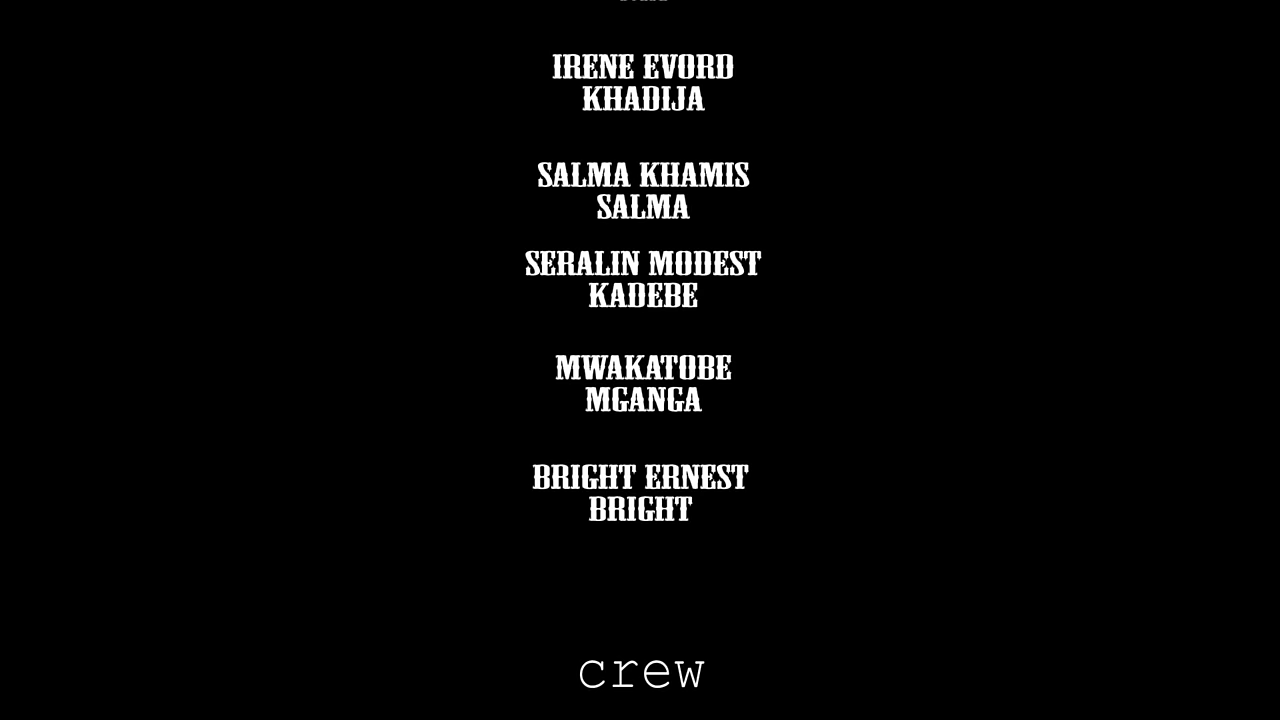 IRENE EVORD
KHADIJA
SALMA KHAMIS
SALMA
SERALIN MODEST
KADEBE
MWAKATOBE
MGANGA
BRIGHT ERNEST
BRIGHT
crew